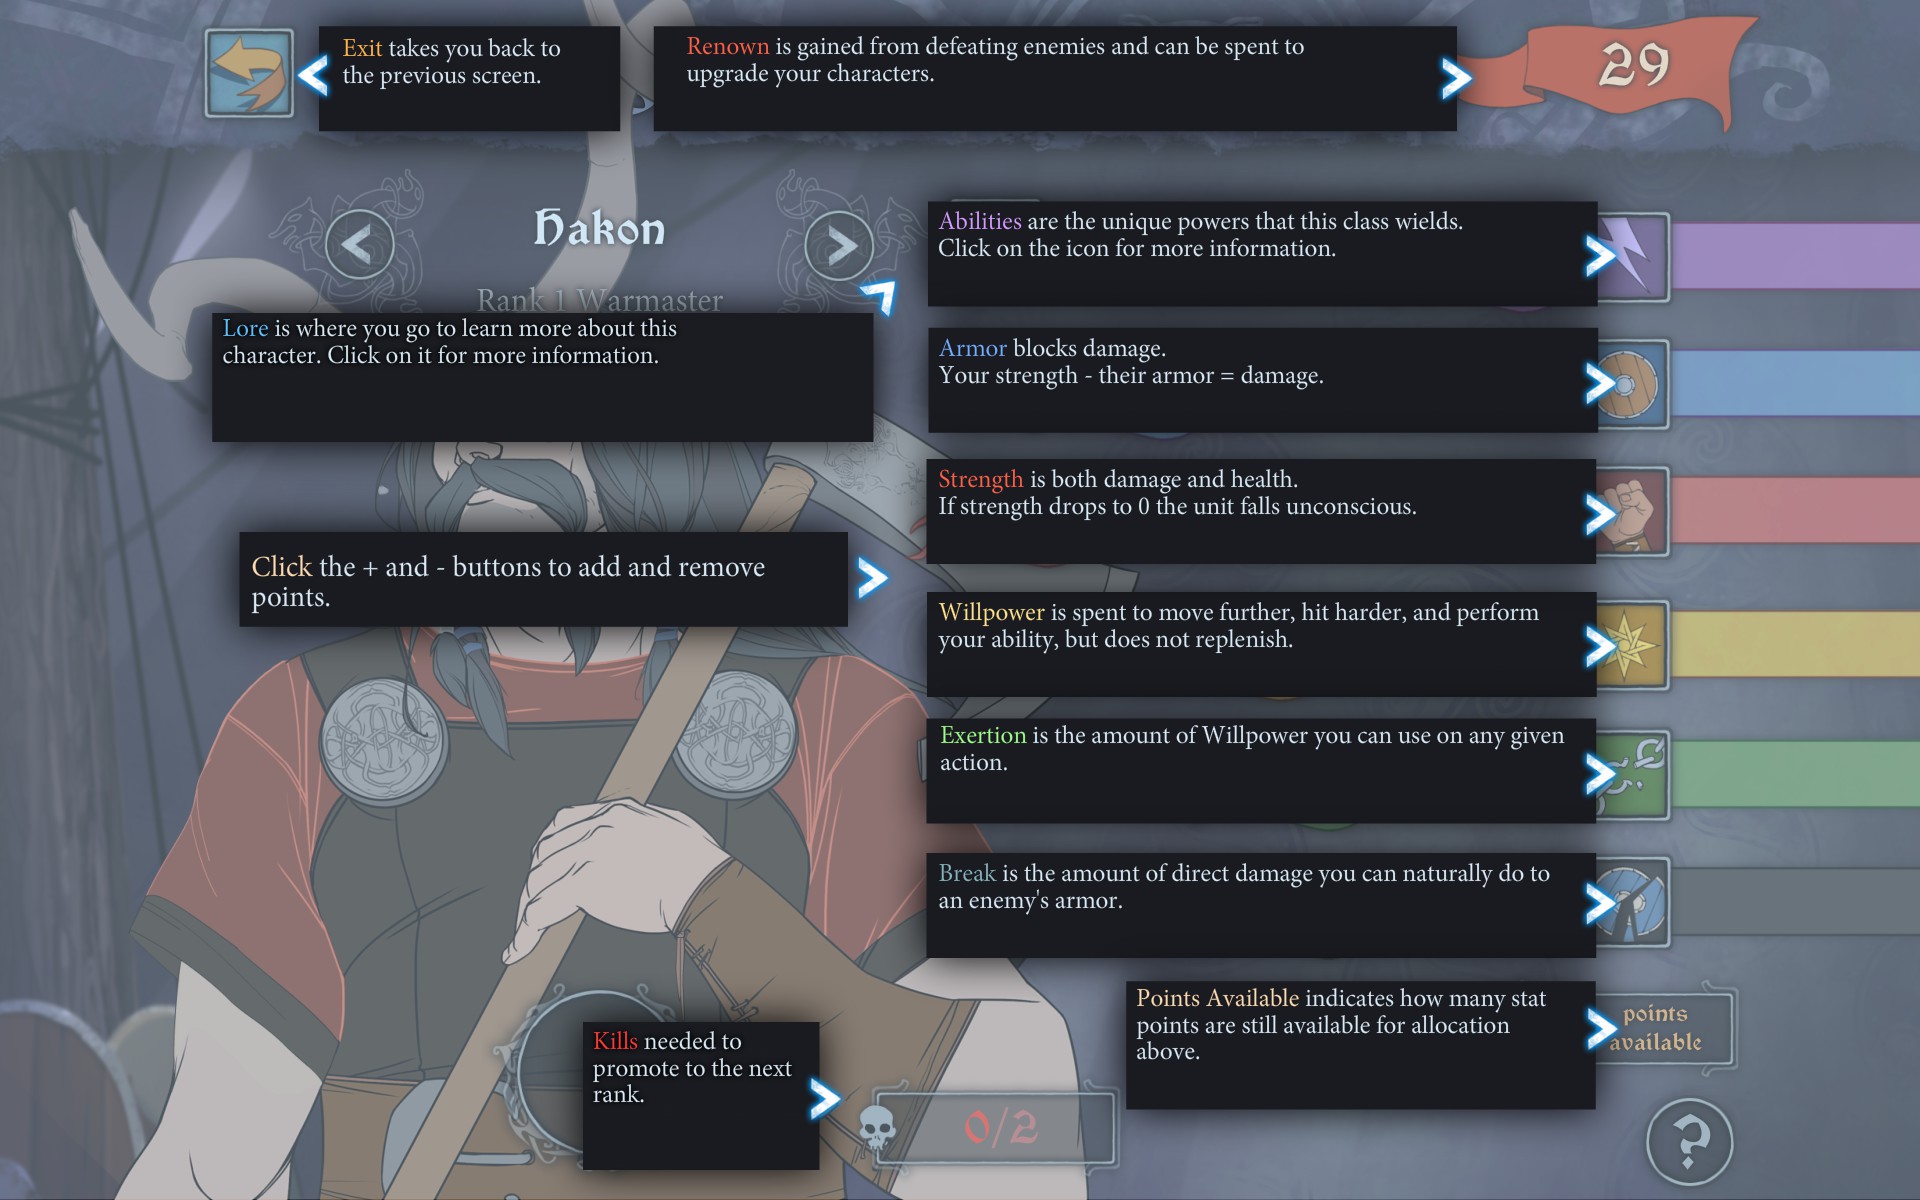 Exit takes you back to
the previous screen.
Renown is gained from defeating enemies and can be spent to
upgrade your characters.
29
Hakon
Rank 1 Warmaster
Lore is where you go to learn more about this
character. Click on it for more information.
Click the + and - buttons to add and remove
points.
Abilities are the unique powers that this class wields.
Click on the icon for more information.
Armor blocks damage.
Your strength - their armor = damage.
Strength is both damage and health.
If strength drops to 0 the unit falls unconscious.
Willpower is spent to move further, hit harder, and perform
your ability, but does not replenish.
Exertion is the amount of Willpower you can use on any given
action.
Break is the amount of direct damage you can naturally do to
an enemy's armor.
Points Available indicates how many stat
points are still available for allocation
above.
points
available
Kills needed to
promote to the next
rank.
0/2
?